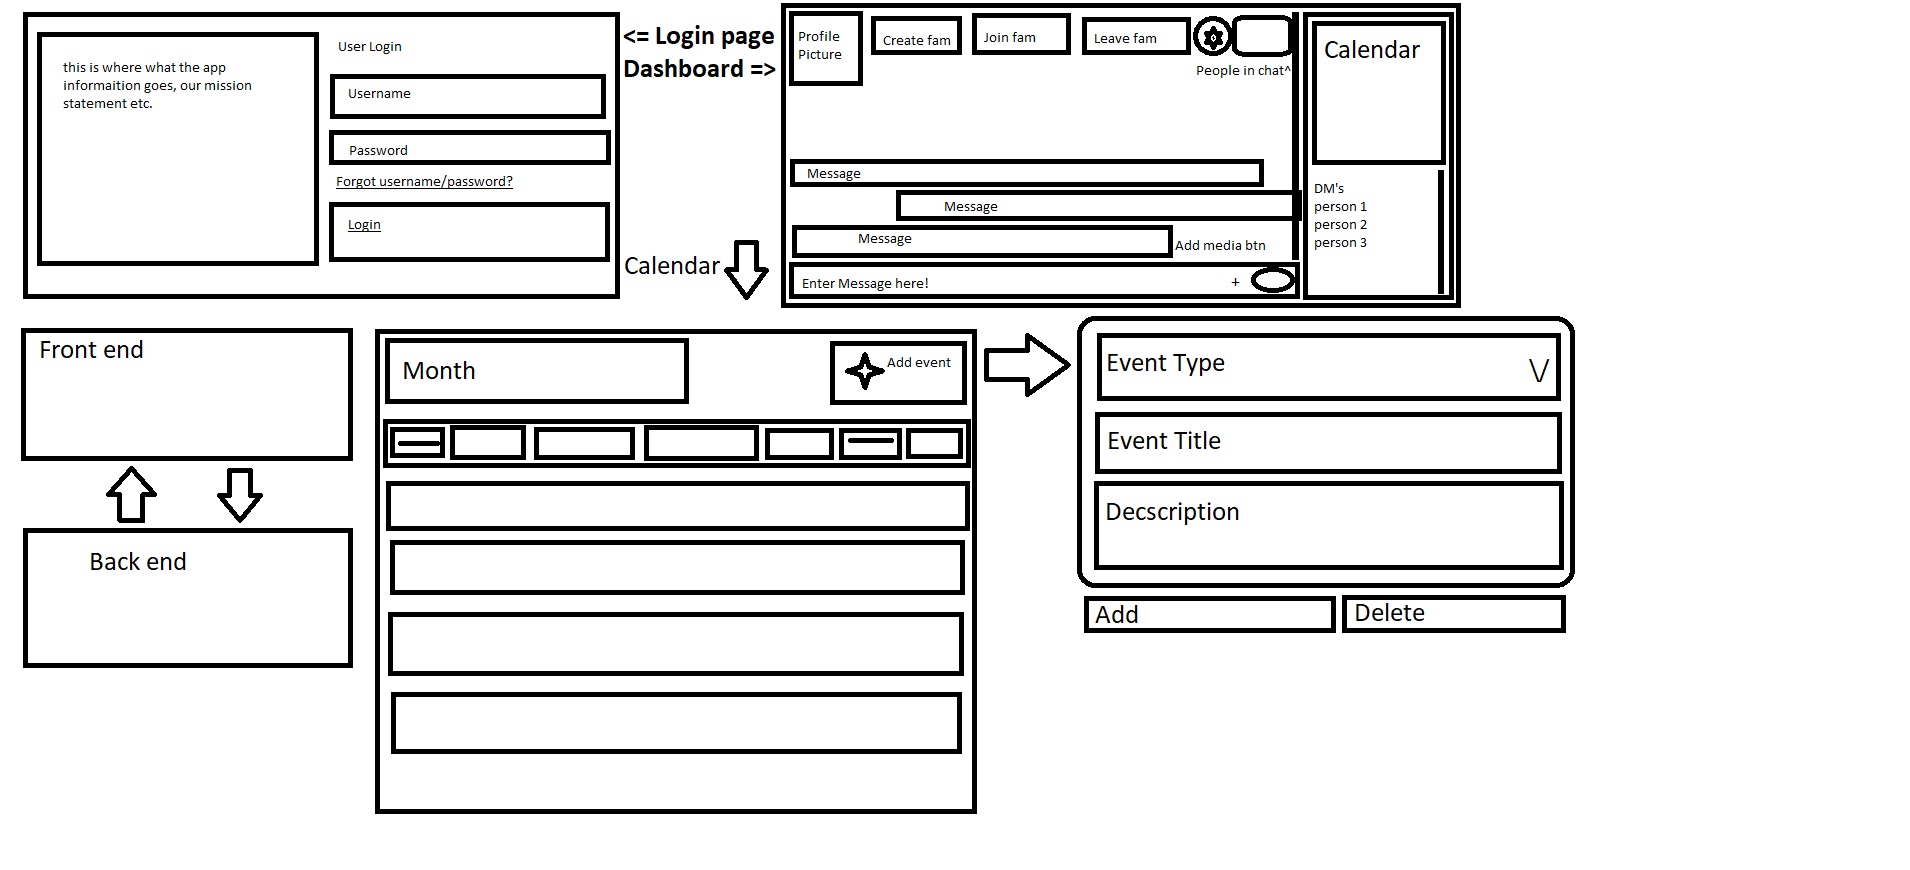 User Login
this is where what the app
informaition goes, our mission
statement etc.
Username
Password
Forgot username/password?
Login
<= Login page
Dashboard =>
Calendar
Profile
Picture
Create fam
Join fam
Leave fam
People in chat^
Message
Message
Message
Add media btn
Enter Message here!
+
Calendar
DM's
person 1
person 2
person 3
Front end
Back end
Month
Add event
Event Type
\/
Event Title
Decscription
Add
Delete